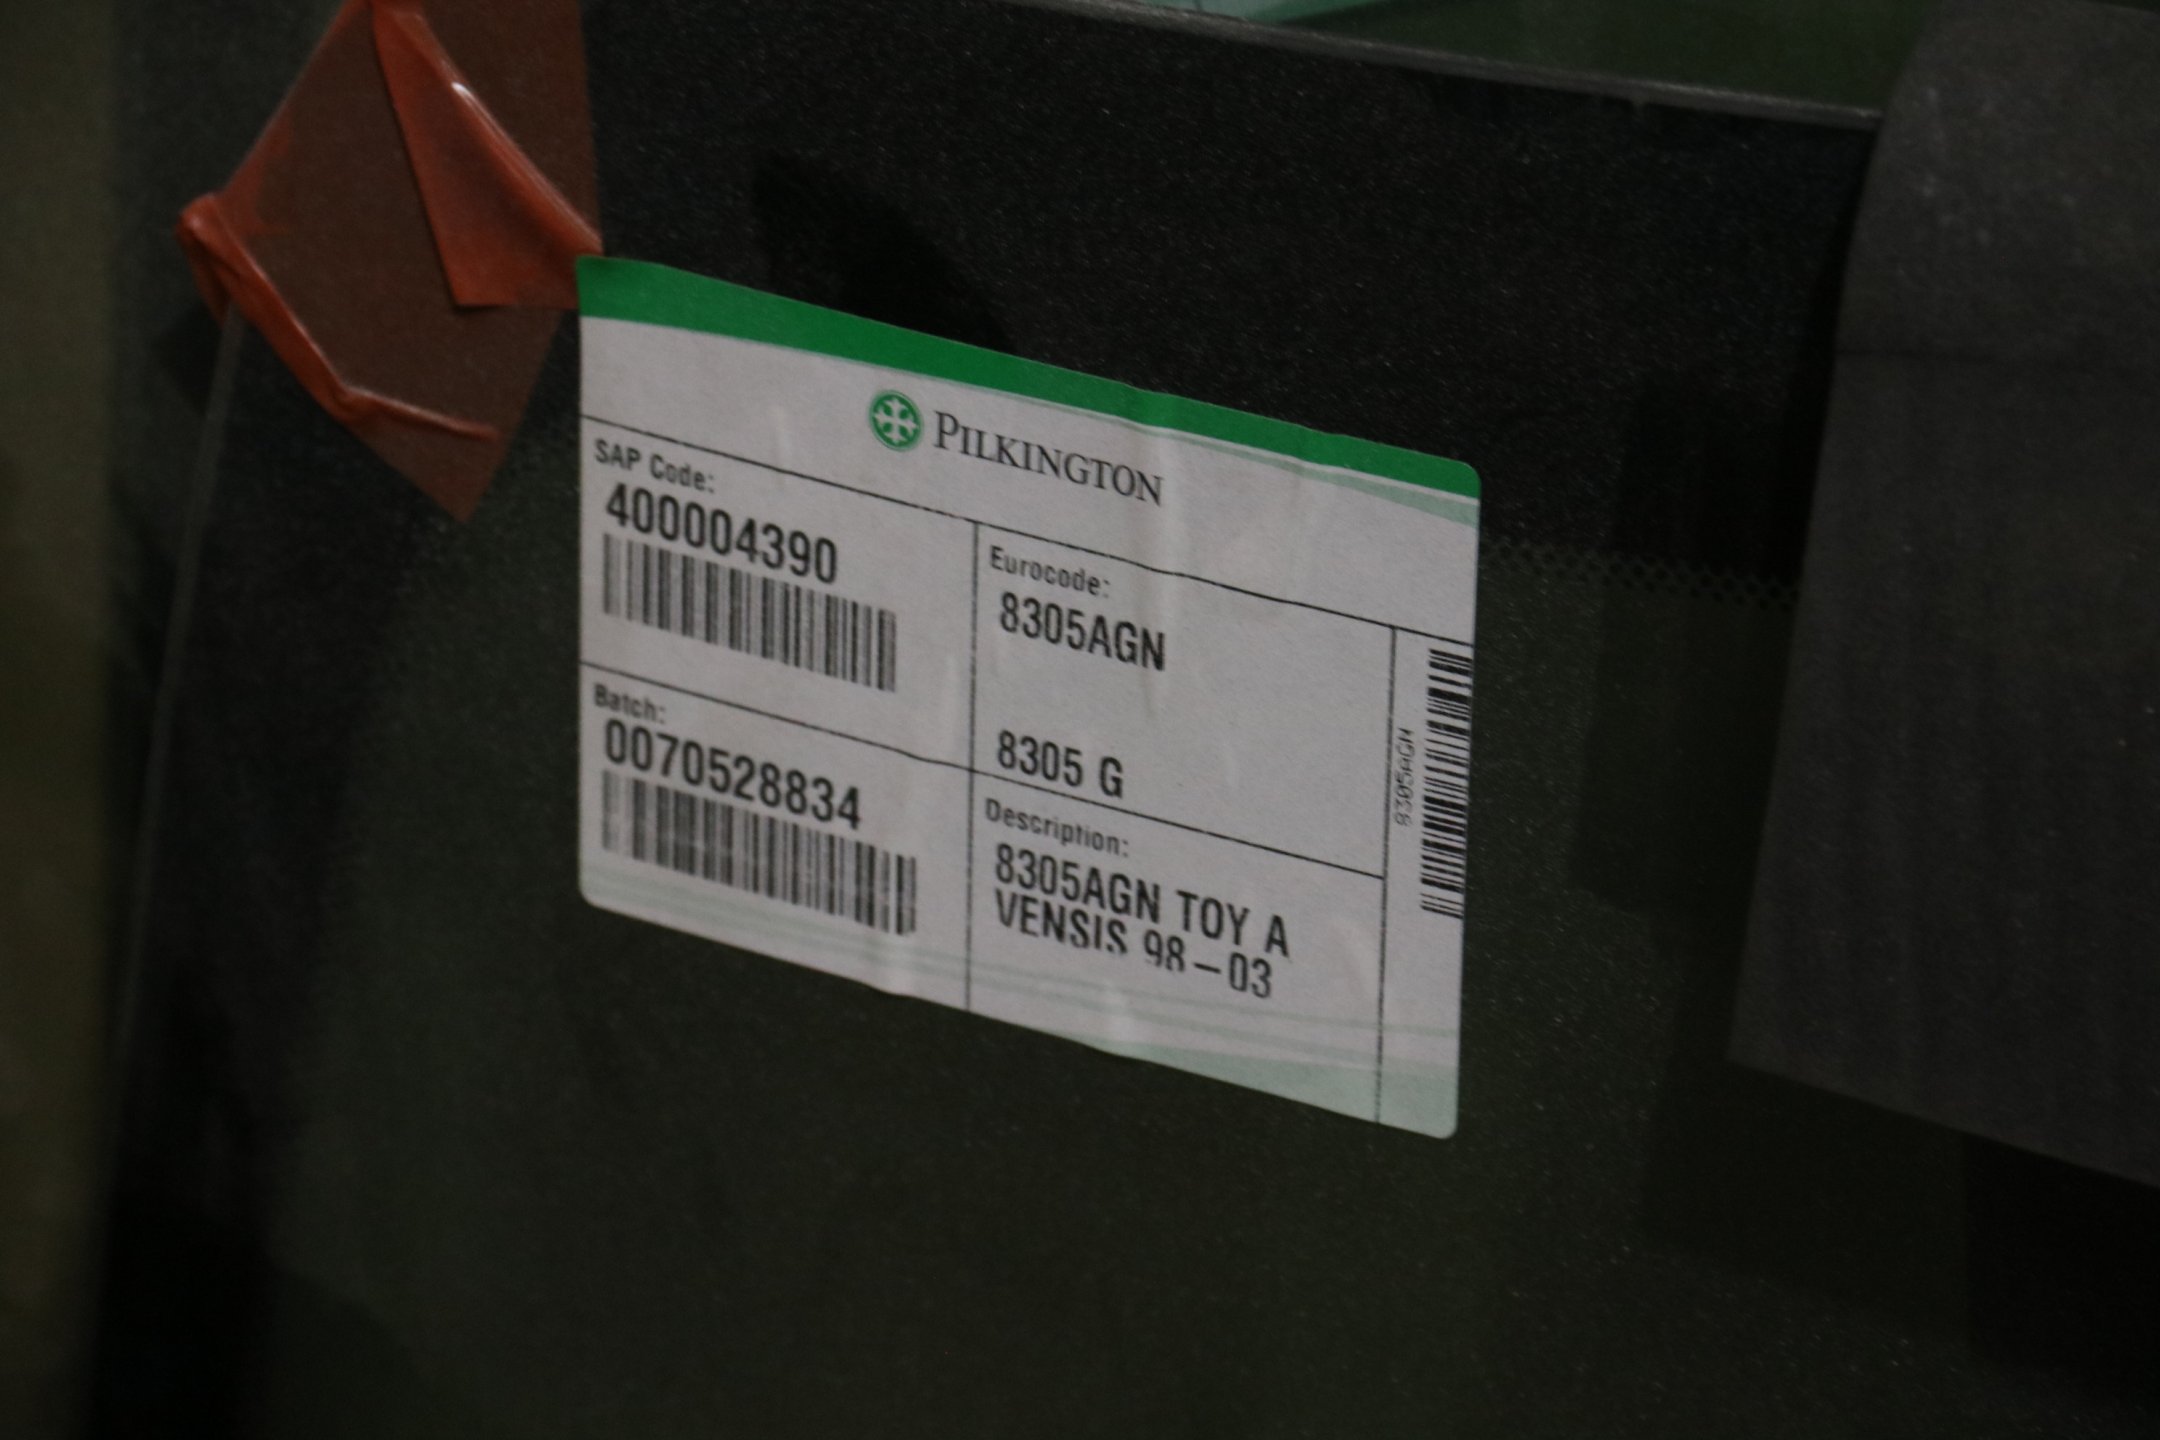 PILKINGTON
SAP Code:
400004390
Eurocode:
8305AGN
8305 G
Batch:
0070528834
Description:
8305AGN TOY A
VENSIS 98-03
8305AGN